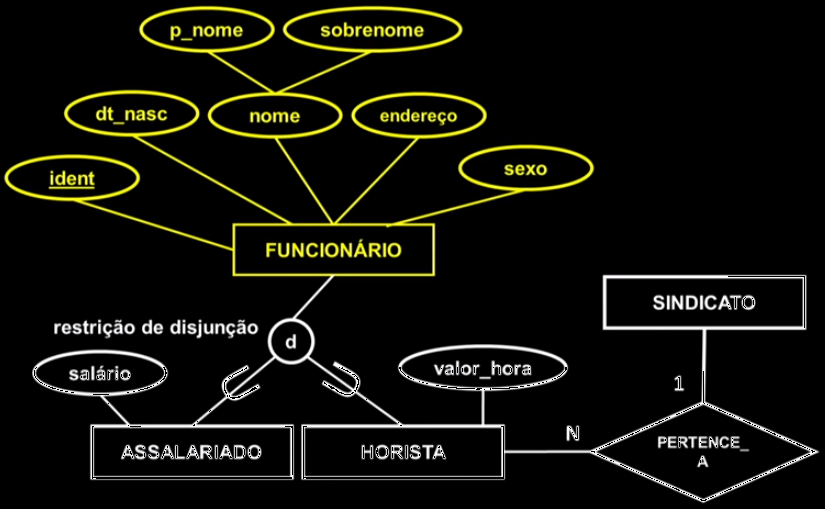 p_nome
sobrenome
dt_nasc
nome
endereço
ident
sexo
FUNCIONÁRIO
SINDICATO
restrição de disjunção
d
salário
valor_hora
1
ASSALARIADO
HORISTA
N
PERTENCE_
A